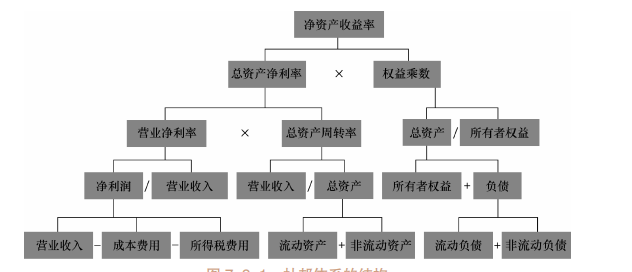 净资产收益率
总资产净利率 × 权益乘数
营业净利率 × 总资产周转率 总资产 / 所有者权益
净利润 / 营业收入 营业收入 / 总资产 所有者权益 + 负债
营业收入 - 成本费用 - 所得税费用 流动资产 + 非流动资产 流动负债 + 非流动负债